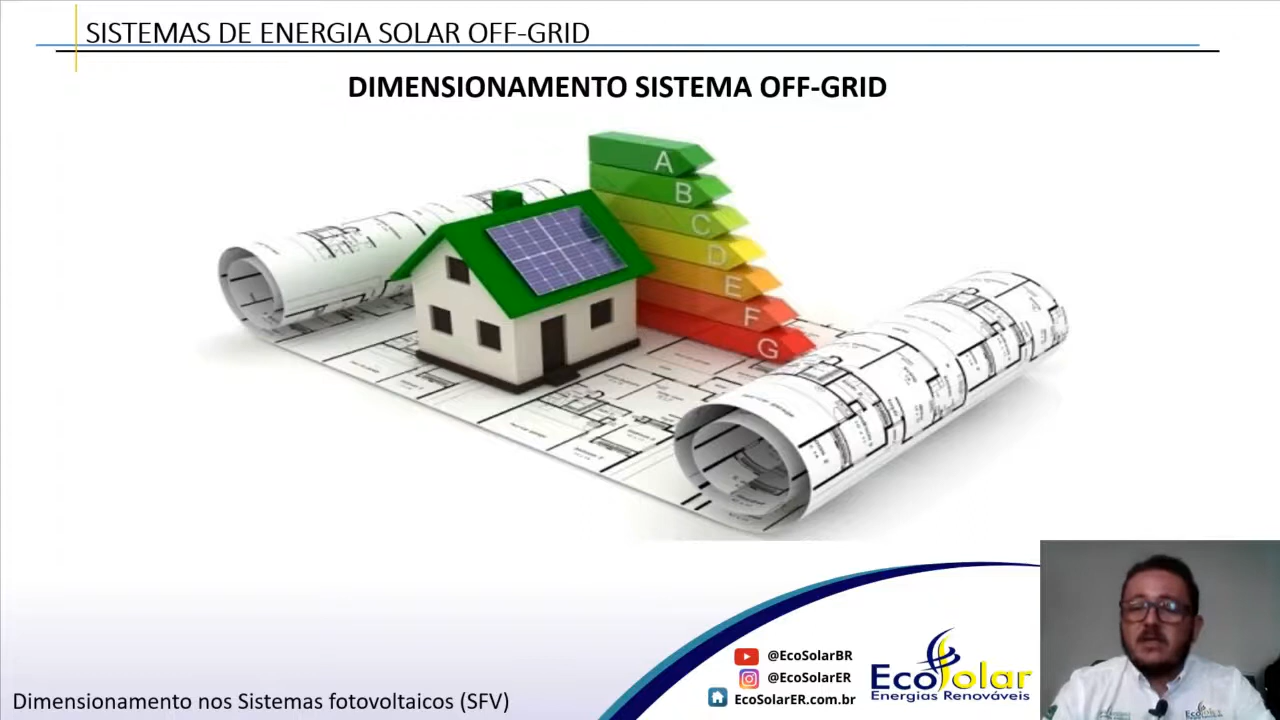 SISTEMAS DE ENERGIA SOLAR OFF-GRID
DIMENSIONAMENTO SISTEMA OFF-GRID
A
B
C
D
E
F
G
@EcoSolarBR
@EcoSolarER
EcoSolarER.com.br
EcoSolar
Energias Renováveis
Dimensionamento nos Sistemas fotovoltaicos (SFV)